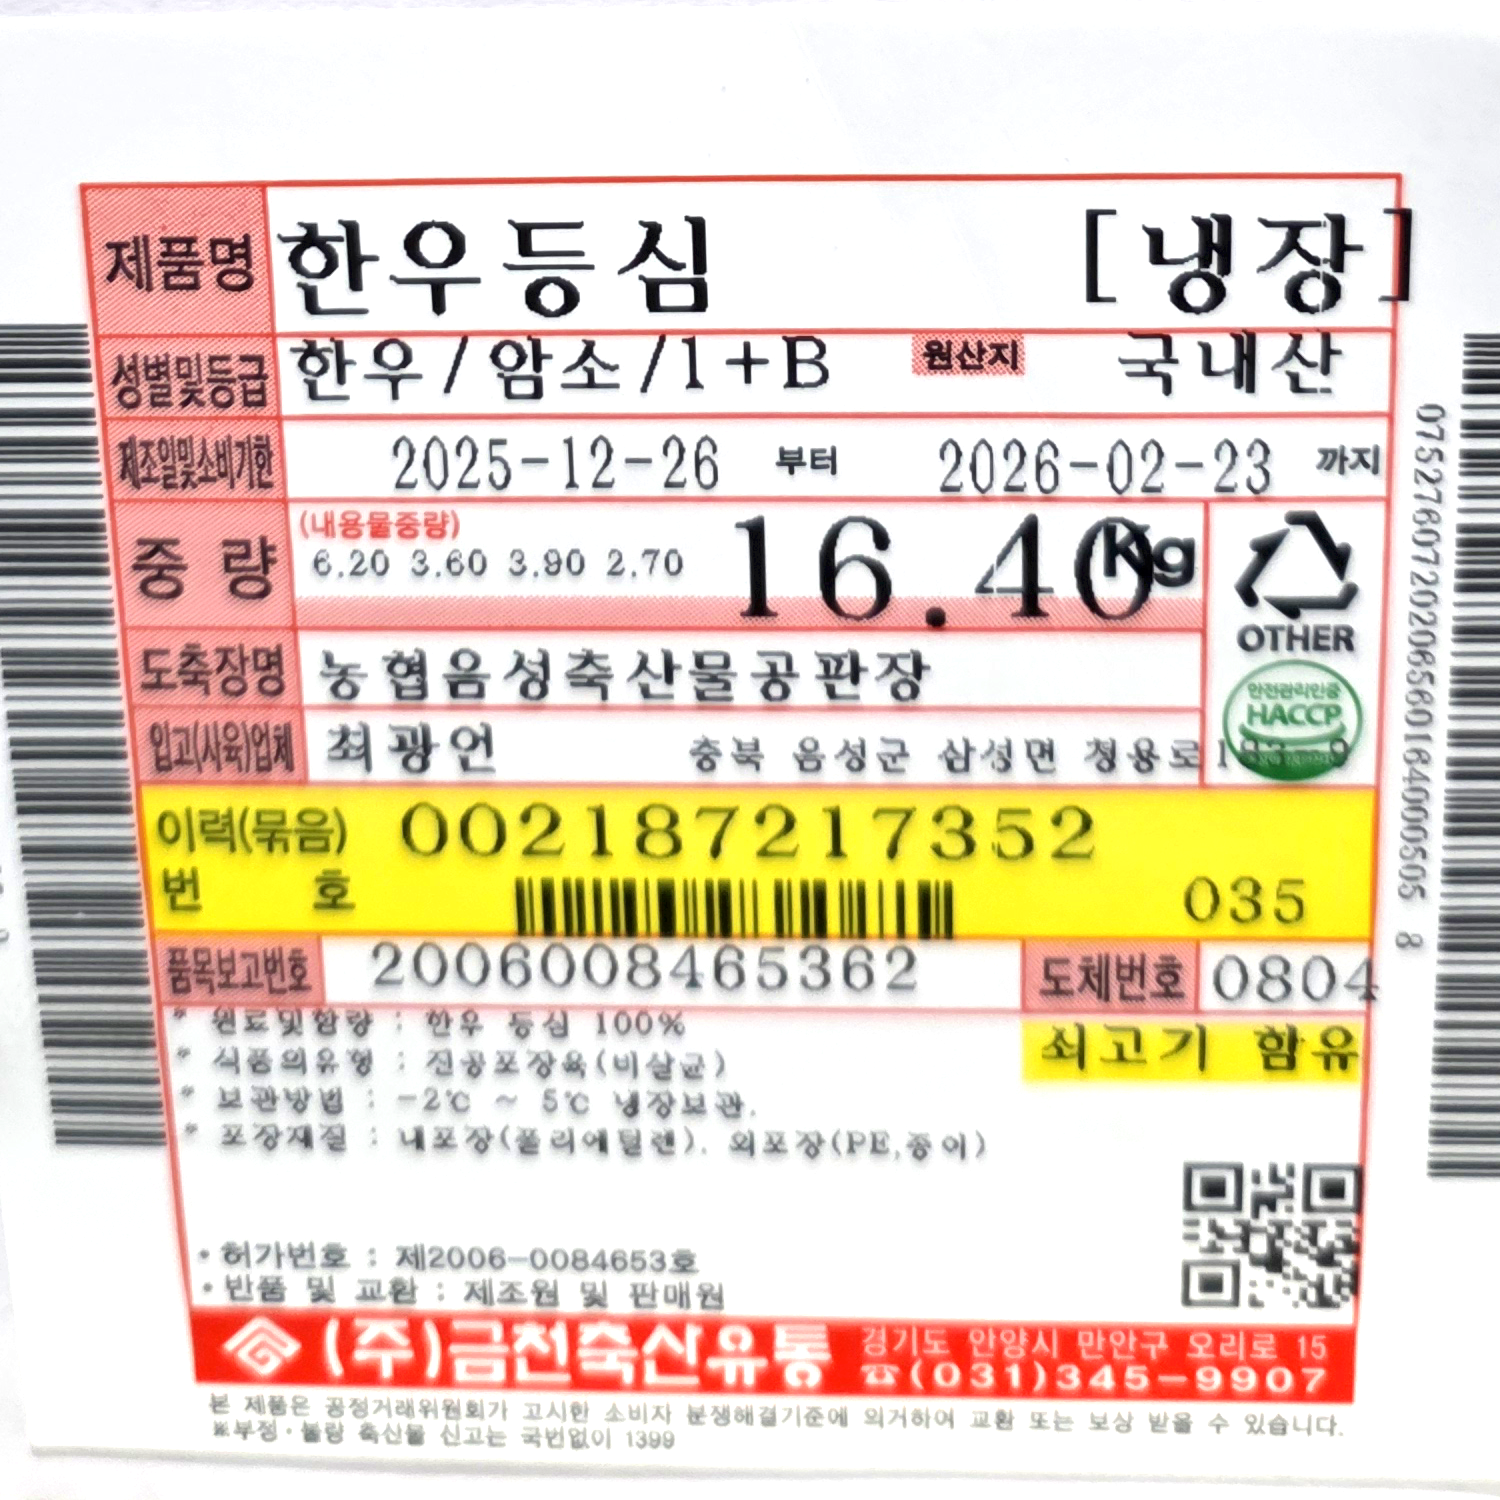 제품명 한우등심 [냉장]
성별및등급 한우/암소/1+B 원산지 국내산
제조일및소비기한 2025-12-26 부터 2026-02-23 까지
중 량 (내용물중량) 16.40 Kg
6.20 3.60 3.90 2.70
OTHER
도축장명 농협음성축산물공판장
안전관리인증
HACCP
입고(사육)업체 최광언 충북 음성군 삼성면 청용로
이력(묶음) 002187217352
번 호 035
품목보고번호 2006008465362 도체번호 0804
* 원료및함량 : 한우 등심 100%
쇠고기 함유
* 식품의유형 : 진공포장육(비살균)
* 보관방법 : -2℃ ~ 5℃ 냉장보관.
* 포장재질 : 내포장(폴리에틸렌). 외포장(PE,종이)
• 허가번호 : 제2006-0084653호
• 반품 및 교환 : 제조원 및 판매원
(주)금천축산유통 경기도 안양시 만안구 오리로 15
☎(031)345-9907
본 제품은 공정거래위원회가 고시한 소비자 분쟁해결기준에 의거하여 교환 또는 보상 받을 수 있습니다.
※부정·불량 축산물 신고는 국번없이 1399